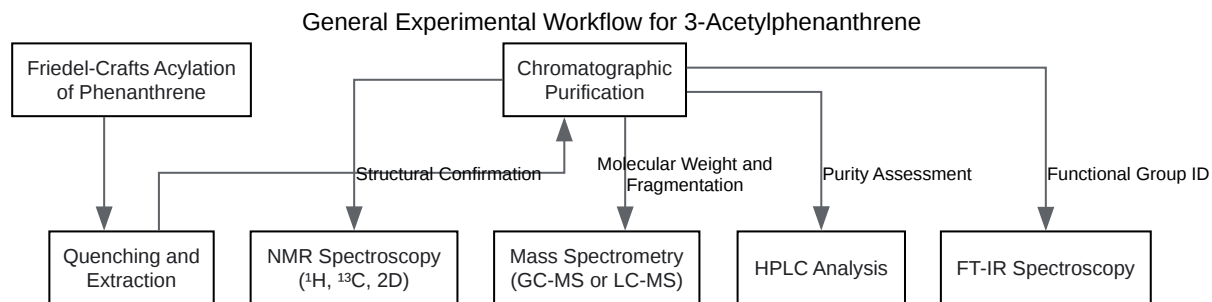 General Experimental Workflow for 3-Acetylphenanthrene
Friedel-Crafts Acylation
of Phenanthrene
Chromatographic
Purification
Structural Confirmation
Molecular Weight and
Fragmentation
Purity Assessment
Functional Group ID
Quenching and
Extraction
NMR Spectroscopy
(¹H, ¹³C, 2D)
Mass Spectrometry
(GC-MS or LC-MS)
HPLC Analysis
FT-IR Spectroscopy